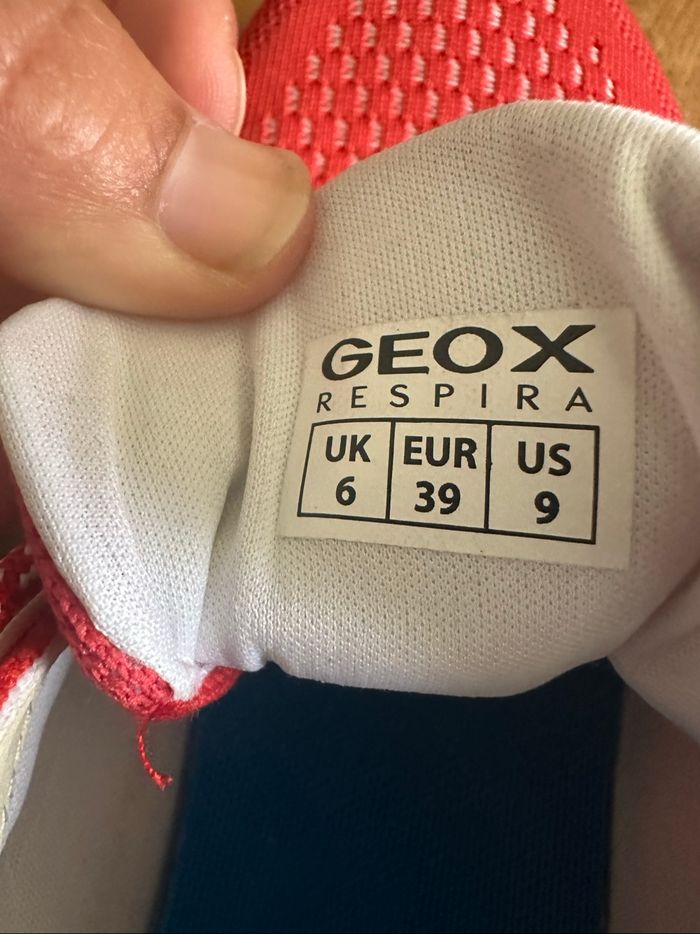 GEOX
RESPIRA
UK EUR US
6 39 9